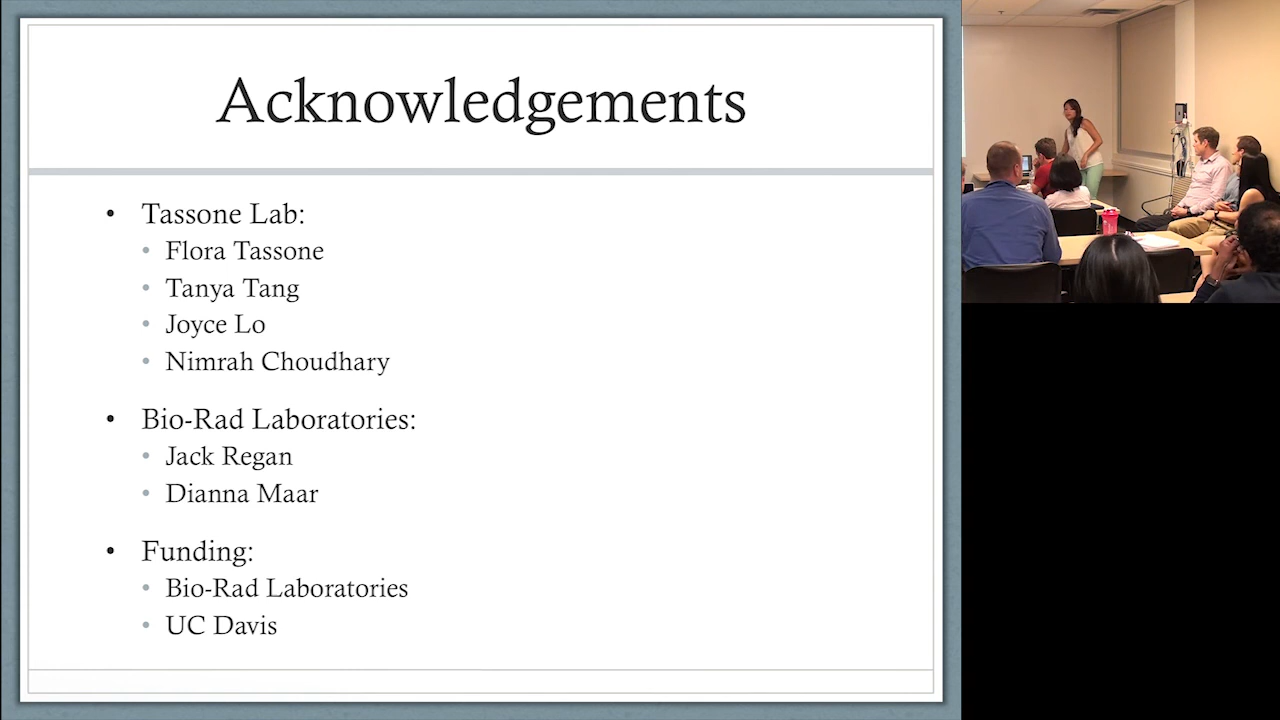 Acknowledgements
• Tassone Lab:
• Flora Tassone
• Tanya Tang
• Joyce Lo
• Nimrah Choudhary
• Bio-Rad Laboratories:
• Jack Regan
• Dianna Maar
• Funding:
• Bio-Rad Laboratories
• UC Davis